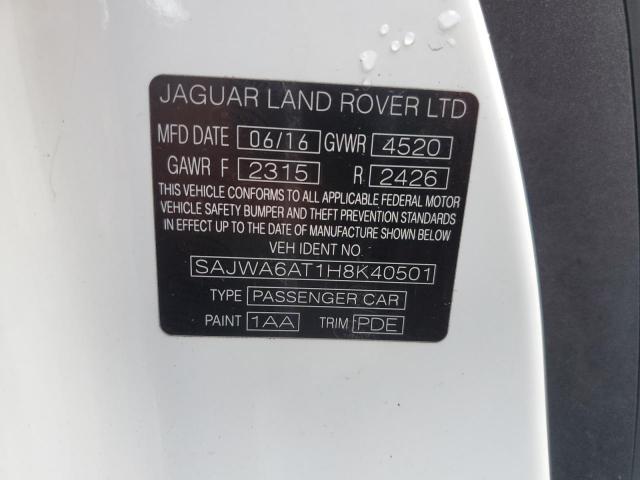 JAGUAR LAND ROVER LTD
MFD DATE 06/16 GVWR 4520
GAWR F 2315 R 2426
THIS VEHICLE CONFORMS TO ALL APPLICABLE FEDERAL MOTOR
VEHICLE SAFETY BUMPER AND THEFT PREVENTION STANDARDS
IN EFFECT UP TO THE DATE OF MANUFACTURE SHOWN BELOW
VEH IDENT NO.
SAJWA6AT1H8K40501
TYPE PASSENGER CAR
PAINT 1AA TRIM PDE